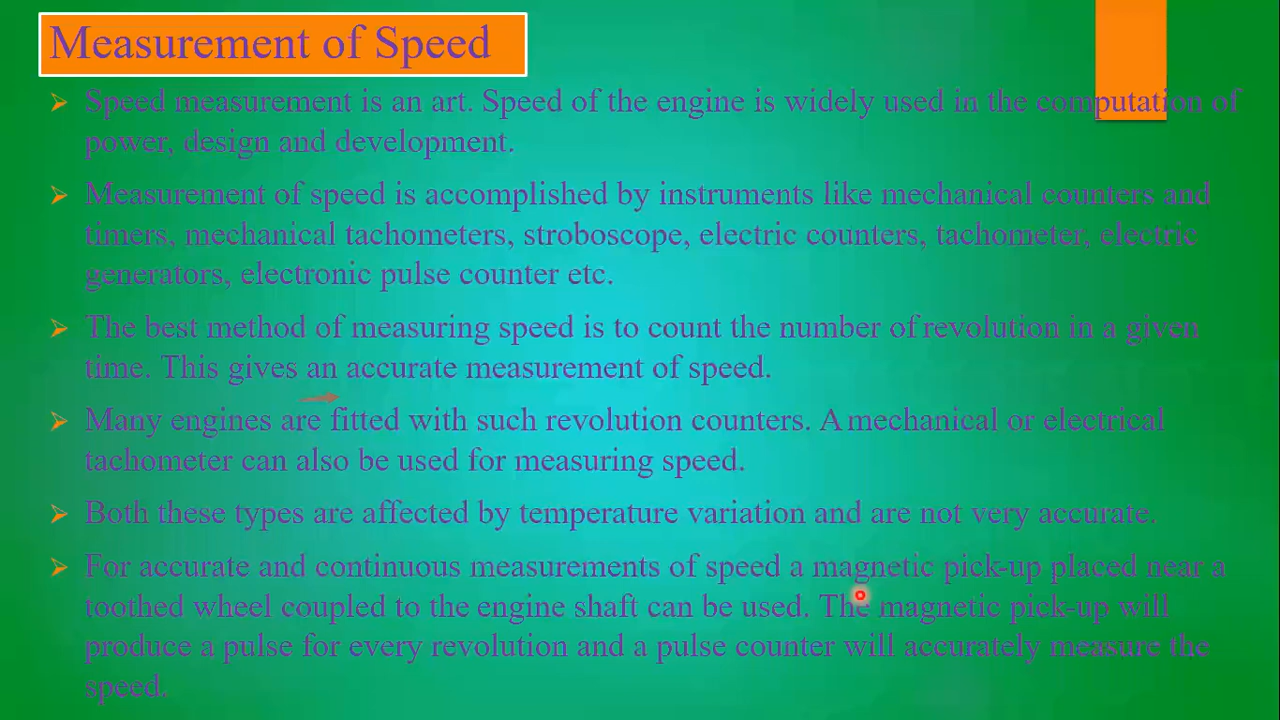 Measurement of Speed
Speed measurement is an art. Speed of the engine is widely used in the computation of
power, design and development.
Measurement of speed is accomplished by instruments like mechanical counters and
timers, mechanical tachometers, stroboscope, electric counters, tachometer, electric
generators, electronic pulse counter etc.
The best method of measuring speed is to count the number of revolution in a given
time. This gives an accurate measurement of speed.
Many engines are fitted with such revolution counters. A mechanical or electrical
tachometer can also be used for measuring speed.
Both these types are affected by temperature variation and are not very accurate.
For accurate and continuous measurements of speed a magnetic pick-up placed near a
toothed wheel coupled to the engine shaft can be used. The magnetic pick-up will
produce a pulse for every revolution and a pulse counter will accurately measure the
speed.